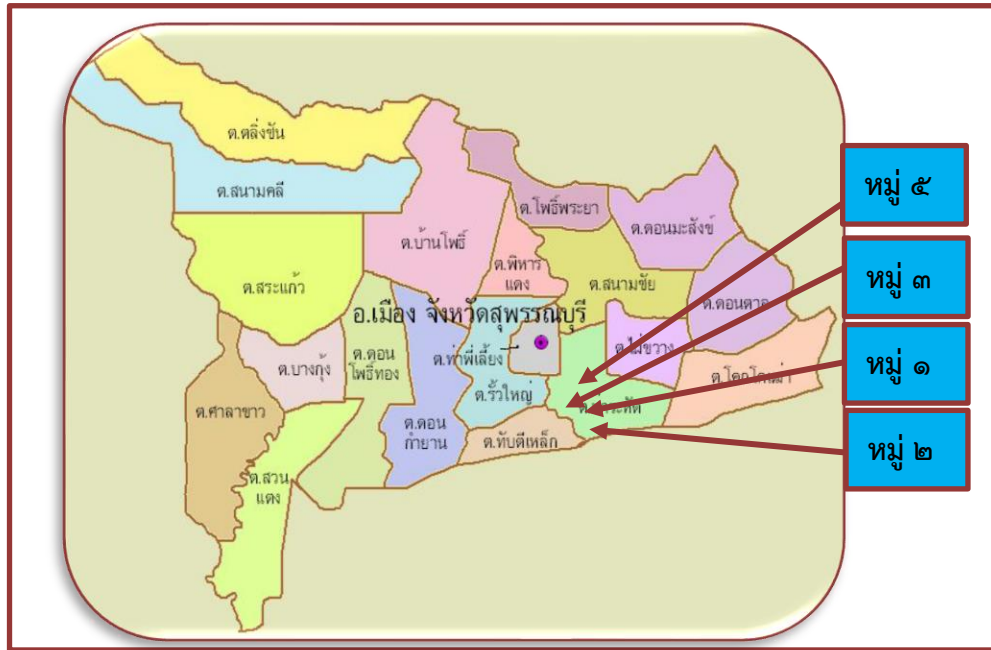 ต.ตลิ่งชัน
ต.สนามคลี
ต.โพธิ์พระยา
ต.ดอนมะสังข์
ต.บ้านโพธิ์
ต.พิหาร
แดง
ต.สระแก้ว
ต.สนามชัย
ต.ดอนตาล
อ.เมือง จังหวัดสุพรรณบุรี
ต.ไผ่ขวาง
ต.ท่าพี่เลี้ยง
ต.ดอน
โพธิ์ทอง
ต.บางกุ้ง
ต.รั้วใหญ่
ต.ศาลาขาว
ต.ดอน
กำยาน
ต.ทับตีเหล็ก
ต.สวน
แตง
หมู่ ๕
หมู่ ๓
หมู่ ๑
หมู่ ๒